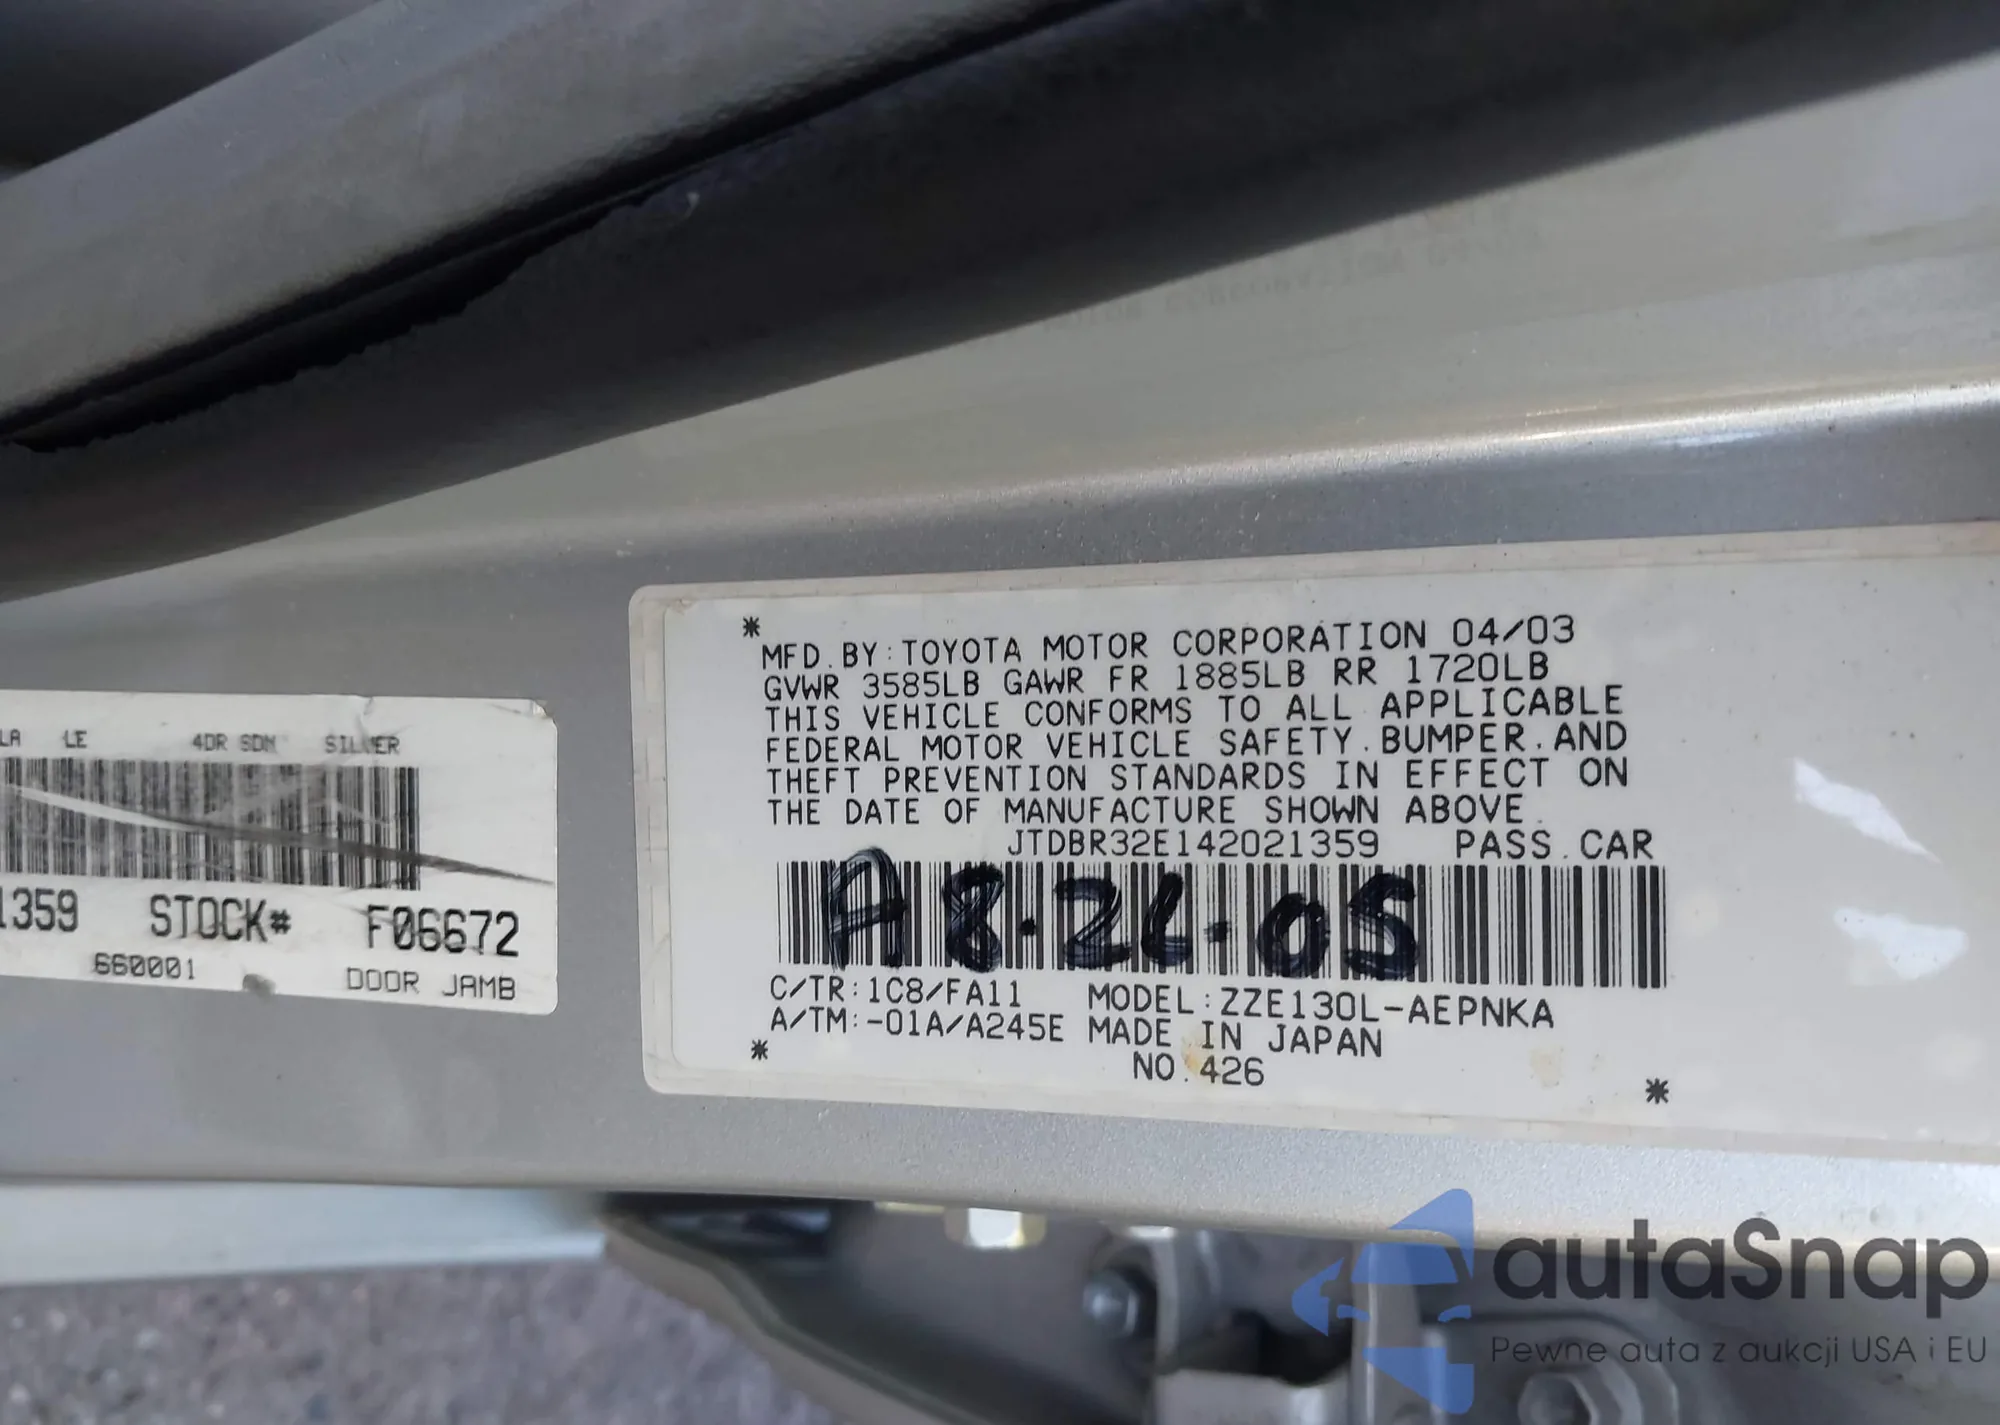 LA LE 4DR SDN SILVER
1359 STOCK# F06672
660001 DOOR JAMB
*
MFD.BY:TOYOTA MOTOR CORPORATION 04/03
GVWR 3585LB GAWR FR 1885LB RR 1720LB
THIS VEHICLE CONFORMS TO ALL APPLICABLE
FEDERAL MOTOR VEHICLE SAFETY.BUMPER.AND
THEFT PREVENTION STANDARDS IN EFFECT ON
THE DATE OF MANUFACTURE SHOWN ABOVE.
JTDBR32E142021359 PASS.CAR
C/TR:1C8/FA11 MODEL:ZZE130L-AEPNKA
A/TM:-01A/A245E MADE IN JAPAN
* NO.426 *
autaSnap
Pewne auta z aukcji USA i EU